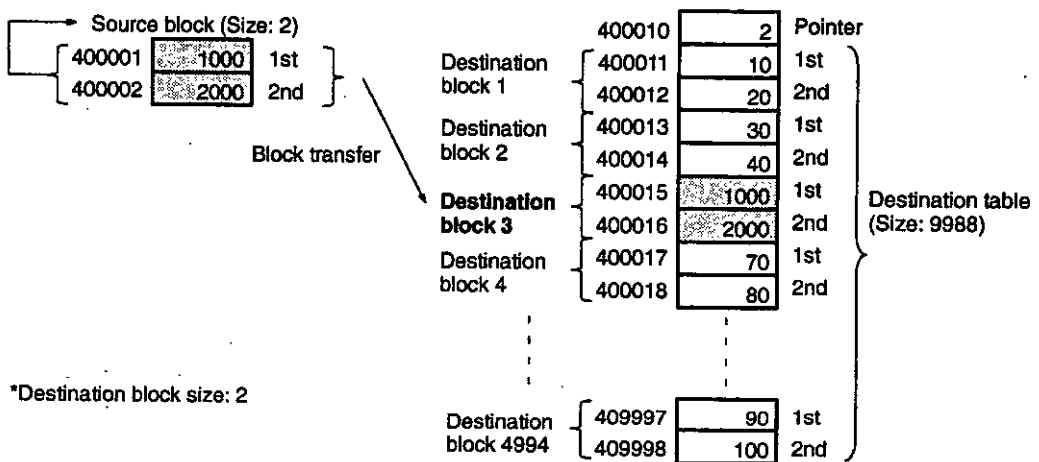 Source block (Size: 2)
400001 1000 1st
400002 2000 2nd
Block transfer
400010 2 Pointer
Destination block 1
400011 10 1st
400012 20 2nd
Destination block 2
400013 30 1st
400014 40 2nd
Destination block 3
400015 1000 1st
400016 2000 2nd
Destination block 4
400017 70 1st
400018 80 2nd
Destination table
(Size: 9988)
*Destination block size: 2
Destination block 4994
409997 90 1st
409998 100 2nd